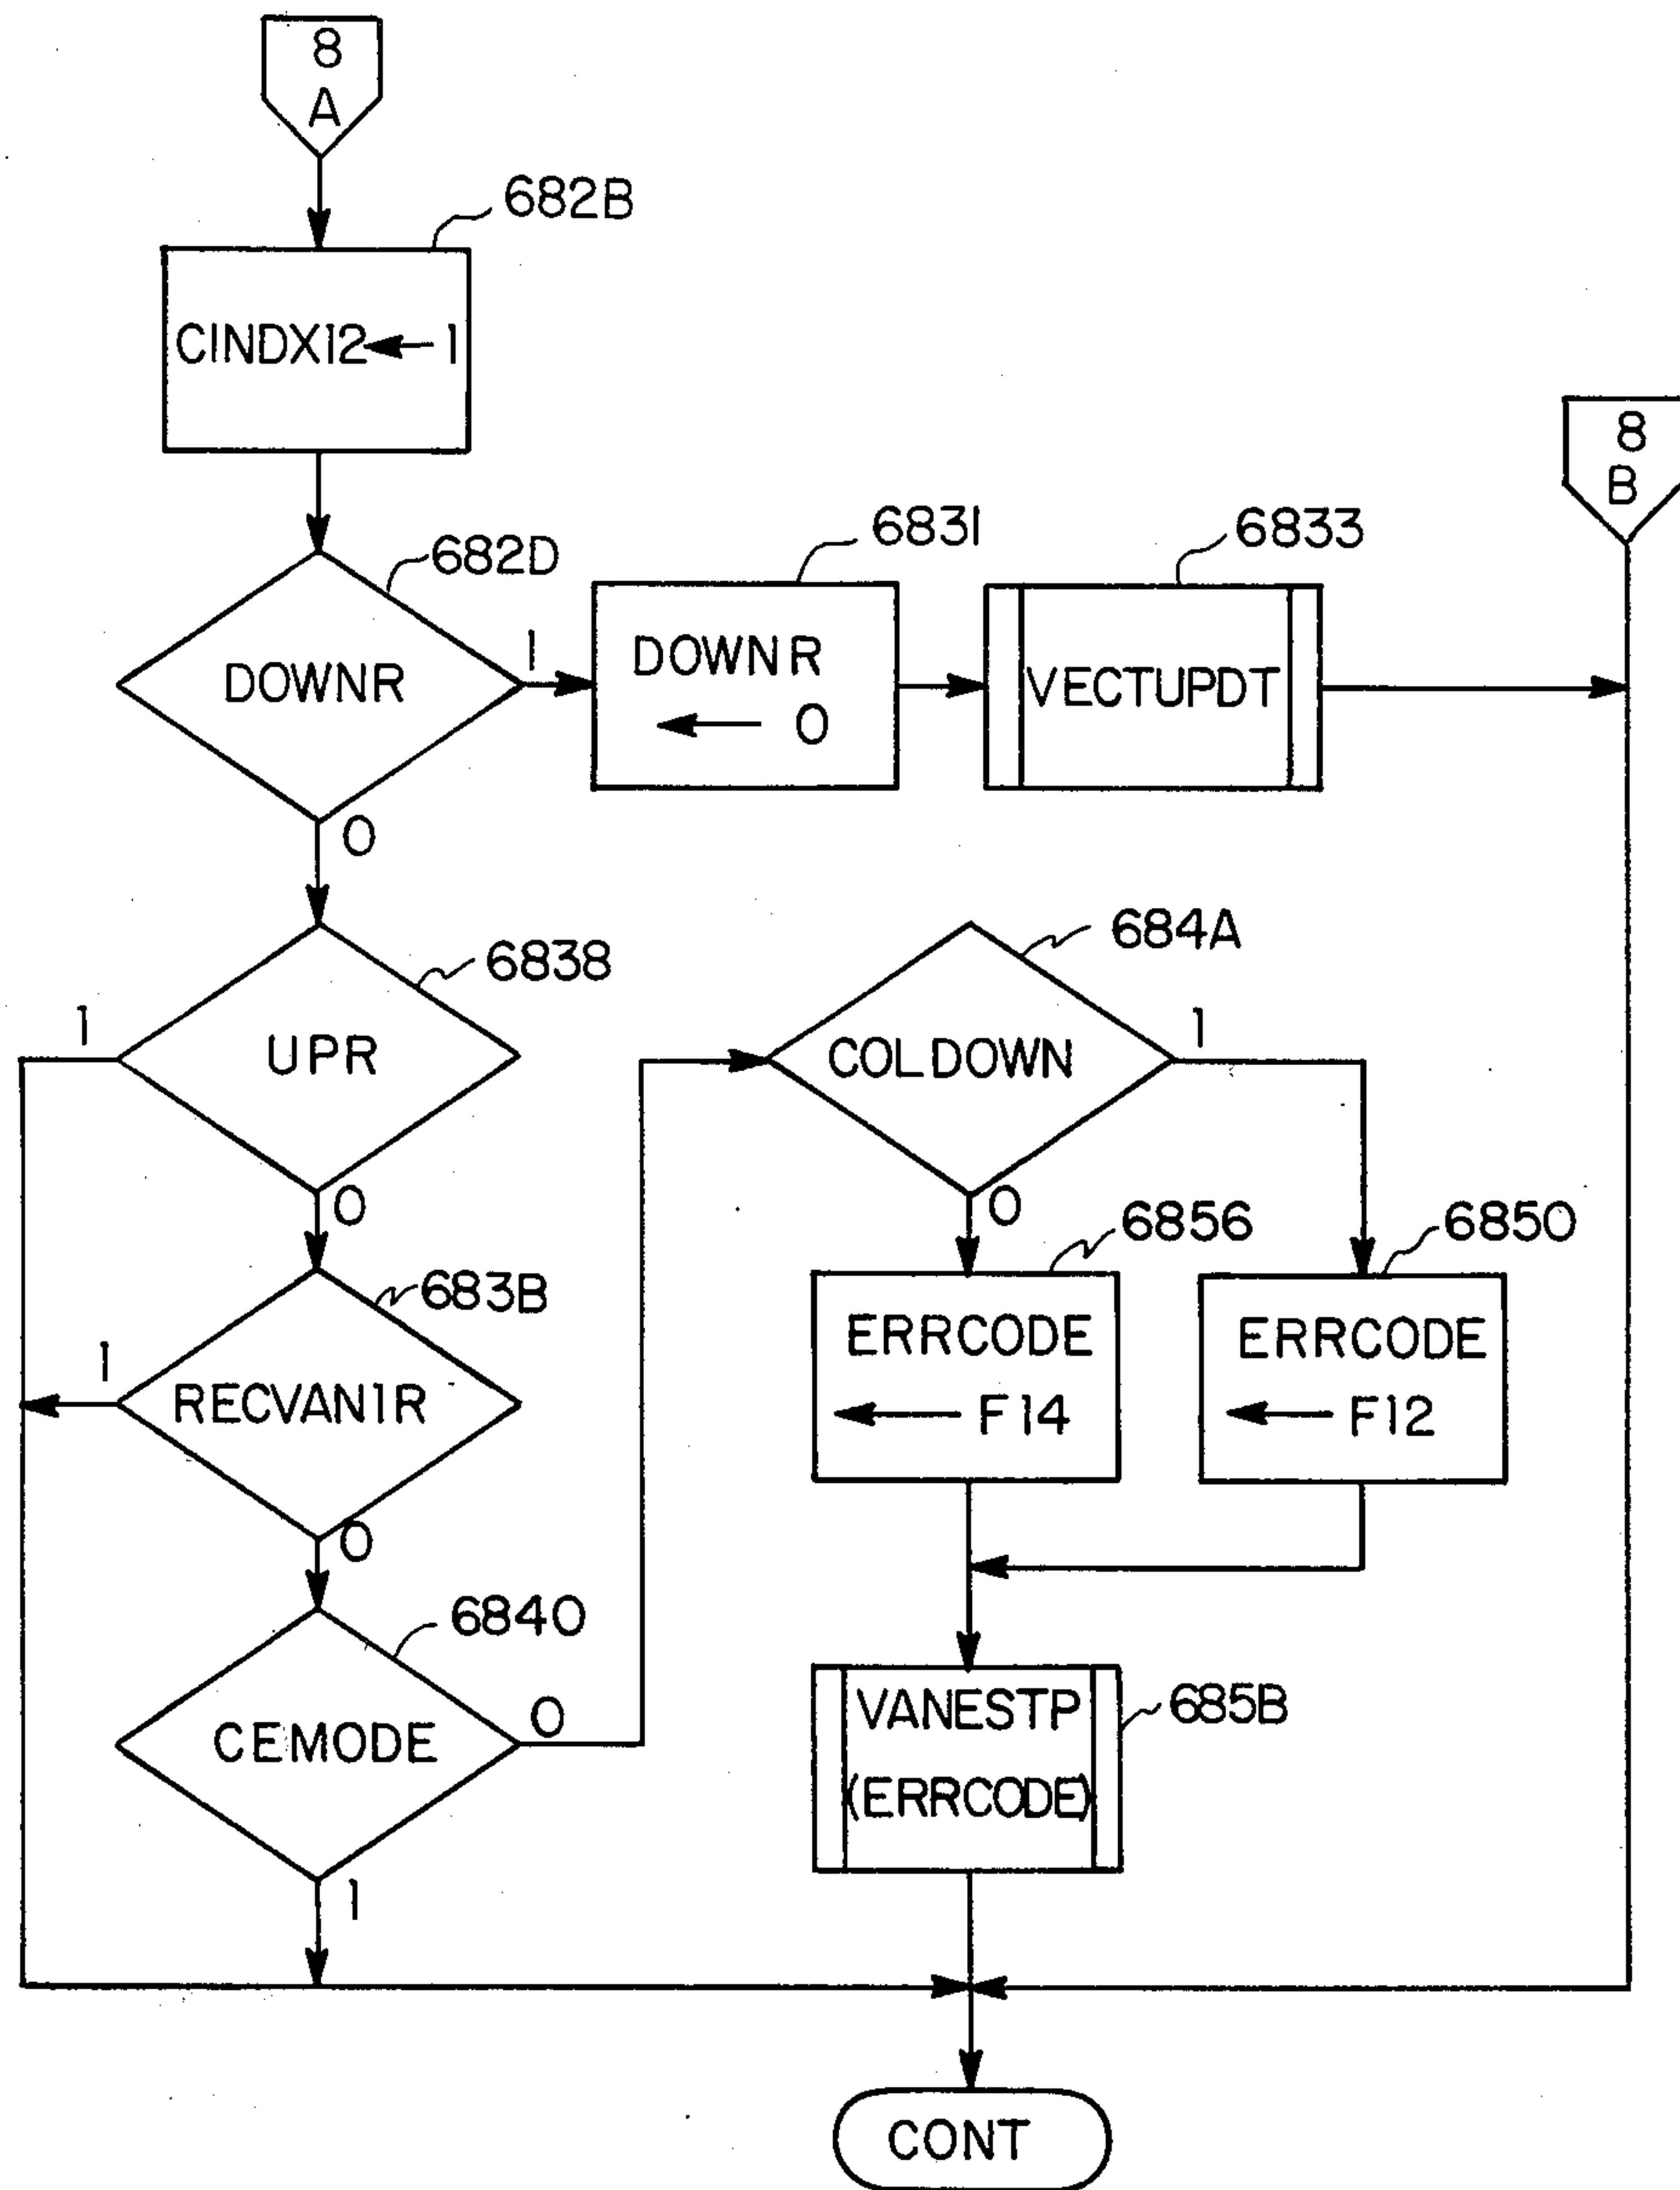 8
A
682B
CINDX12 ← 1
8
B
682D
DOWNR
1
0
6831
DOWNR
← 0
6833
VECTUPDT
6838
UPR
1
0
684A
COLDOWN
1
0
683B
RECVAN1R
1
0
6856
ERRCODE
← F14
6850
ERRCODE
← F12
6840
CEMODE
0
1
VANESTP
(ERRCODE)
685B
CONT